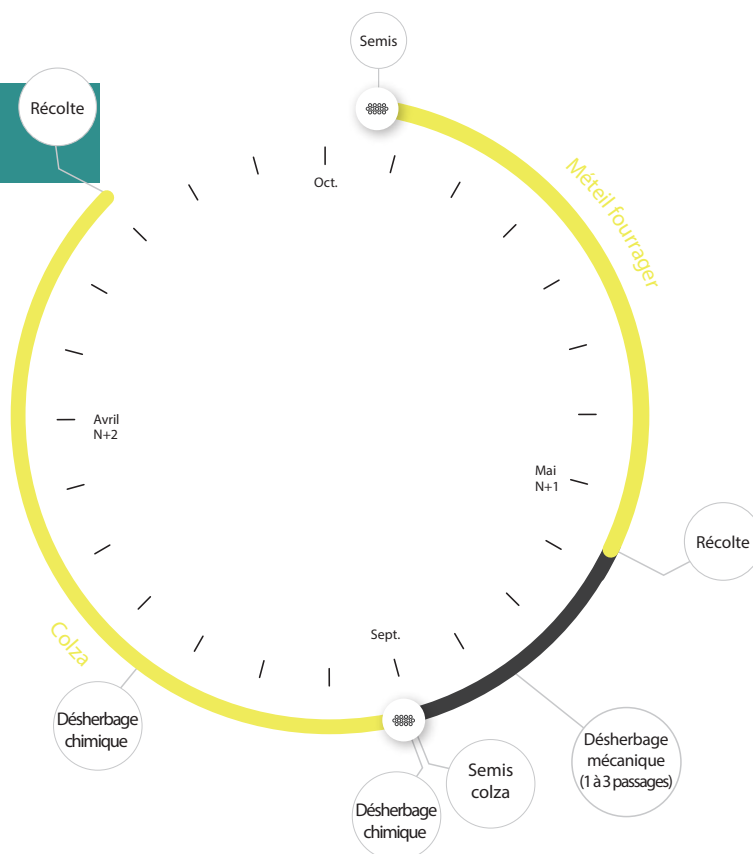 Semis
Récolte
Oct.
Méteil fourrager
Avril
N+2
Mai
N+1
Récolte
Sept.
Colza
Désherbage
chimique
Désherbage
mécanique
(1 à 3 passages)
Semis
colza
Désherbage
chimique